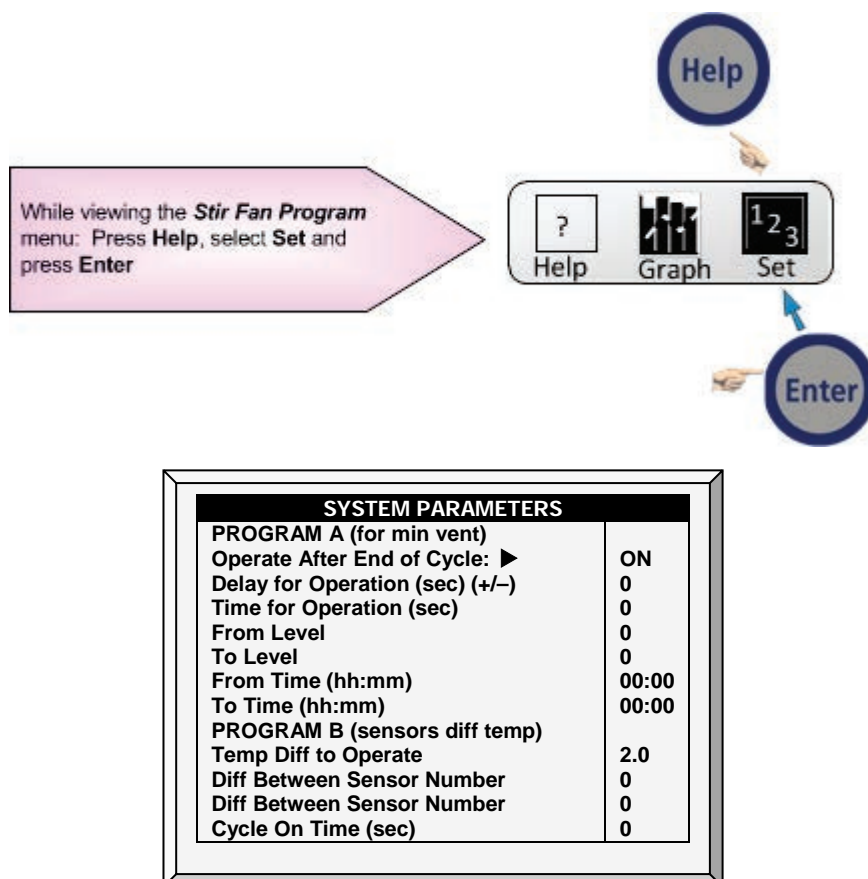 Help
While viewing the Stir Fan Program
menu: Press Help, select Set and
press Enter
? 1 2 3
Help Graph Set
Enter
SYSTEM PARAMETERS
PROGRAM A (for min vent)
Operate After End of Cycle: ▶ ON
Delay for Operation (sec) (+/–) 0
Time for Operation (sec) 0
From Level 0
To Level 0
From Time (hh:mm) 00:00
To Time (hh:mm) 00:00
PROGRAM B (sensors diff temp)
Temp Diff to Operate 2.0
Diff Between Sensor Number 0
Diff Between Sensor Number 0
Cycle On Time (sec) 0